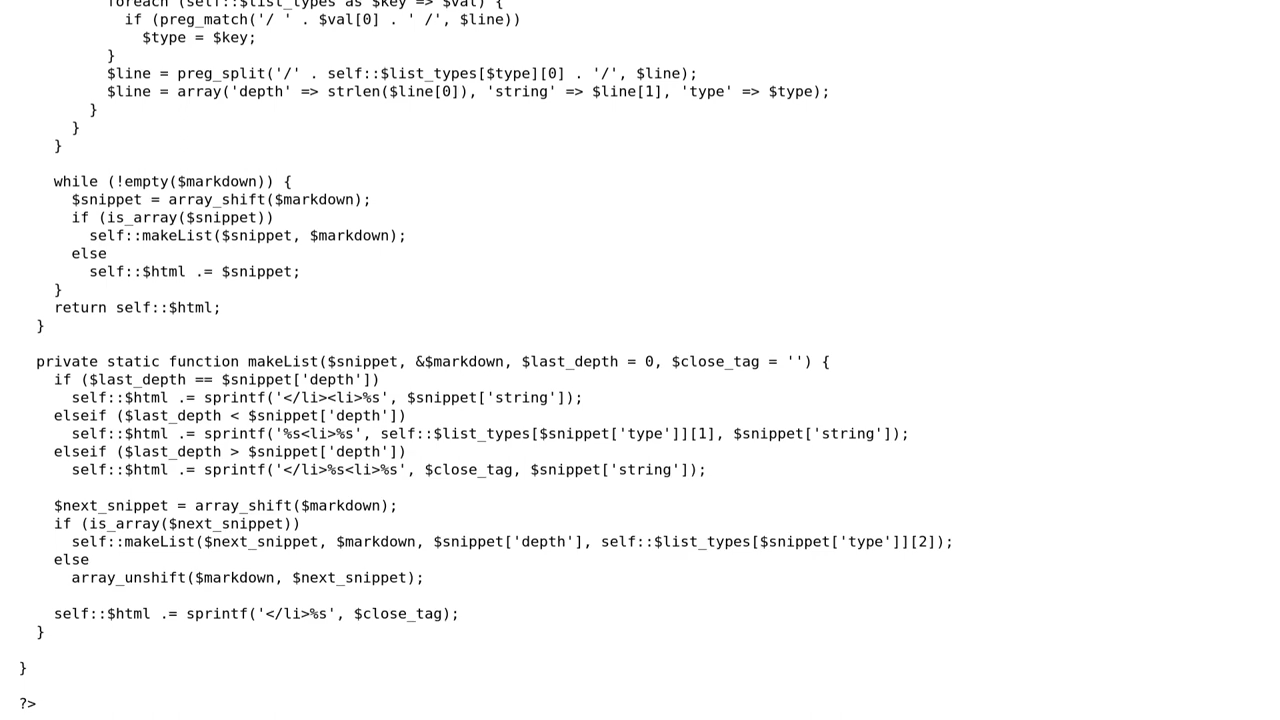 foreach (self::$list_types as $key => $val) {
if (preg_match('/ ' . $val[0] . ' /', $line))
$type = $key;
}
$line = preg_split('/' . self::$list_types[$type][0] . '/', $line);
$line = array('depth' => strlen($line[0]), 'string' => $line[1], 'type' => $type);
}
}
}
while (!empty($markdown)) {
$snippet = array_shift($markdown);
if (is_array($snippet))
self::makeList($snippet, $markdown);
else
self::$html .= $snippet;
}
return self::$html;
}
private static function makeList($snippet, &$markdown, $last_depth = 0, $close_tag = '') {
if ($last_depth == $snippet['depth'])
self::$html .= sprintf('</li><li>%s', $snippet['string']);
elseif ($last_depth < $snippet['depth'])
self::$html .= sprintf('%s<li>%s', self::$list_types[$snippet['type']][1], $snippet['string']);
elseif ($last_depth > $snippet['depth'])
self::$html .= sprintf('</li>%s<li>%s', $close_tag, $snippet['string']);
$next_snippet = array_shift($markdown);
if (is_array($next_snippet))
self::makeList($next_snippet, $markdown, $snippet['depth'], self::$list_types[$snippet['type']][2]);
else
array_unshift($markdown, $next_snippet);
self::$html .= sprintf('</li>%s', $close_tag);
}
}
?>